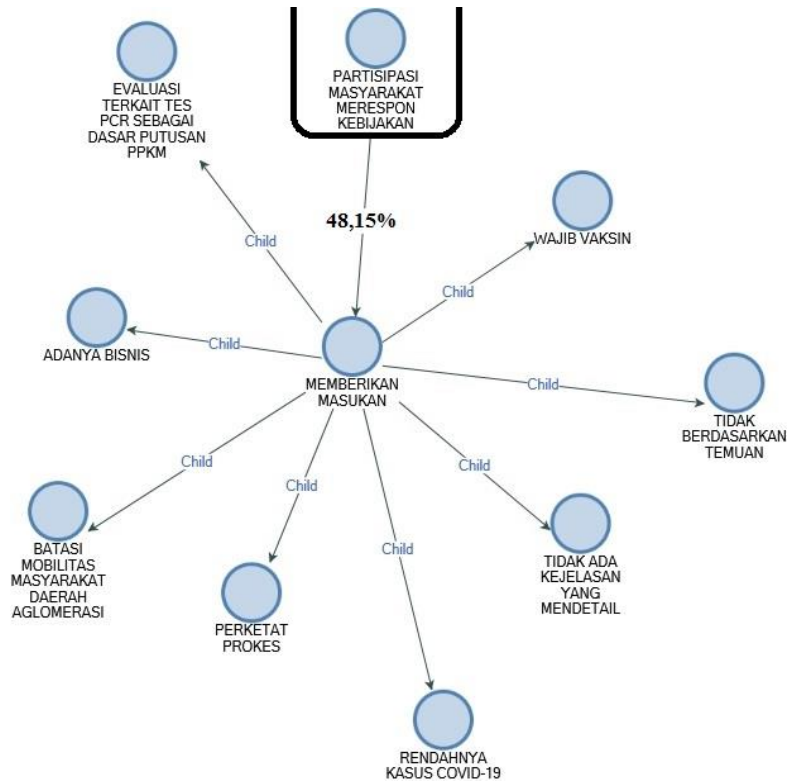 EVALUASI
TERKAIT TES
PCR SEBAGAI
DASAR PUTUSAN
PPKM
PARTISIPASI
MASYARAKAT
MERESPON
KEBIJAKAN
48,15%
Child
WAJIB VAKSIN
Child
ADANYA BISNIS
Child
MEMBERIKAN
MASUKAN
Child
TIDAK
BERDASARKAN
TEMUAN
Child
BATASI
MOBILITAS
MASYARAKAT
DAERAH
AGLOMERASI
Child
PERKETAT
PROKES
Child
RENDAHNYA
KASUS COVID-19
Child
TIDAK ADA
KEJELASAN
YANG
MENDETAIL